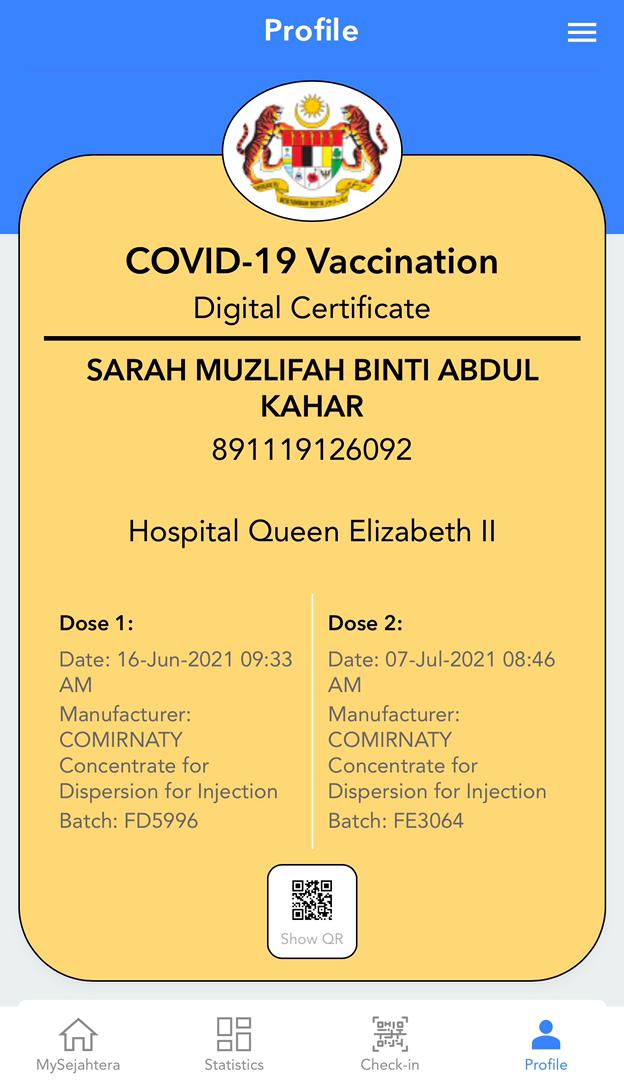 Profile
COVID-19 Vaccination
Digital Certificate
SARAH MUZLIFAH BINTI ABDUL
KAHAR
891119126092
Hospital Queen Elizabeth II
Dose 1:
Date: 16-Jun-2021 09:33
AM
Manufacturer:
COMIRNATY
Concentrate for
Dispersion for Injection
Batch: FD5996
Dose 2:
Date: 07-Jul-2021 08:46
AM
Manufacturer:
COMIRNATY
Concentrate for
Dispersion for Injection
Batch: FE3064
Show QR
MySejahtera
Statistics
Check-in
Profile